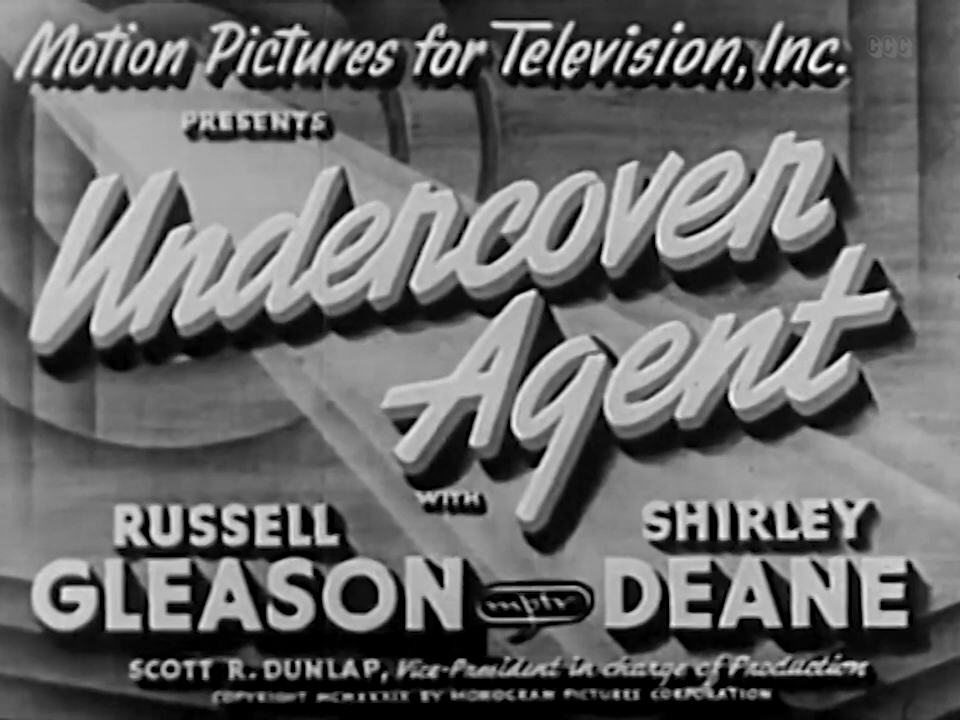 Motion Pictures for Television, Inc.
CCC
PRESENTS
Undercover
Agent
WITH
RUSSELL GLEASON
SHIRLEY DEANE
SCOTT R. DUNLAP, Vice-President in charge of Production
COPYRIGHT MCMXXXIX BY MONOGRAM PICTURES CORPORATION